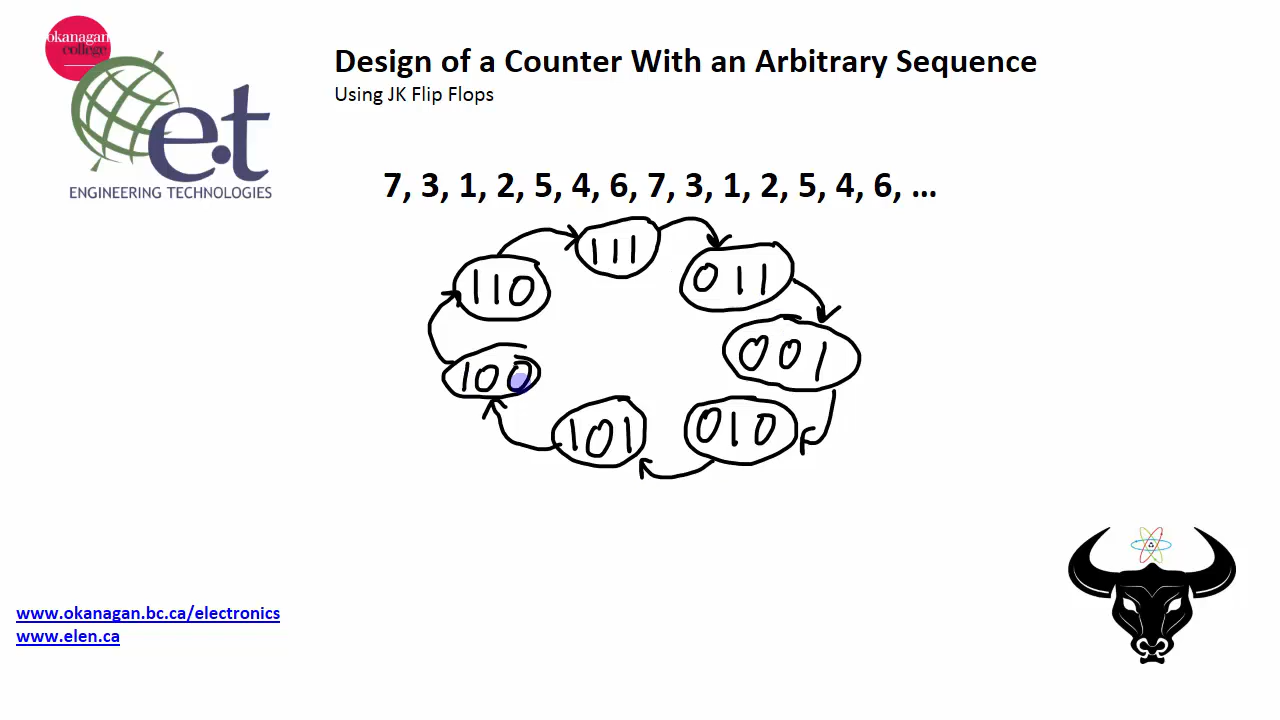 okanagan
college
e·t
ENGINEERING TECHNOLOGIES
Design of a Counter With an Arbitrary Sequence
Using JK Flip Flops
7, 3, 1, 2, 5, 4, 6, 7, 3, 1, 2, 5, 4, 6, ...
111
011
001
010
101
100
110
www.okanagan.bc.ca/electronics
www.elen.ca